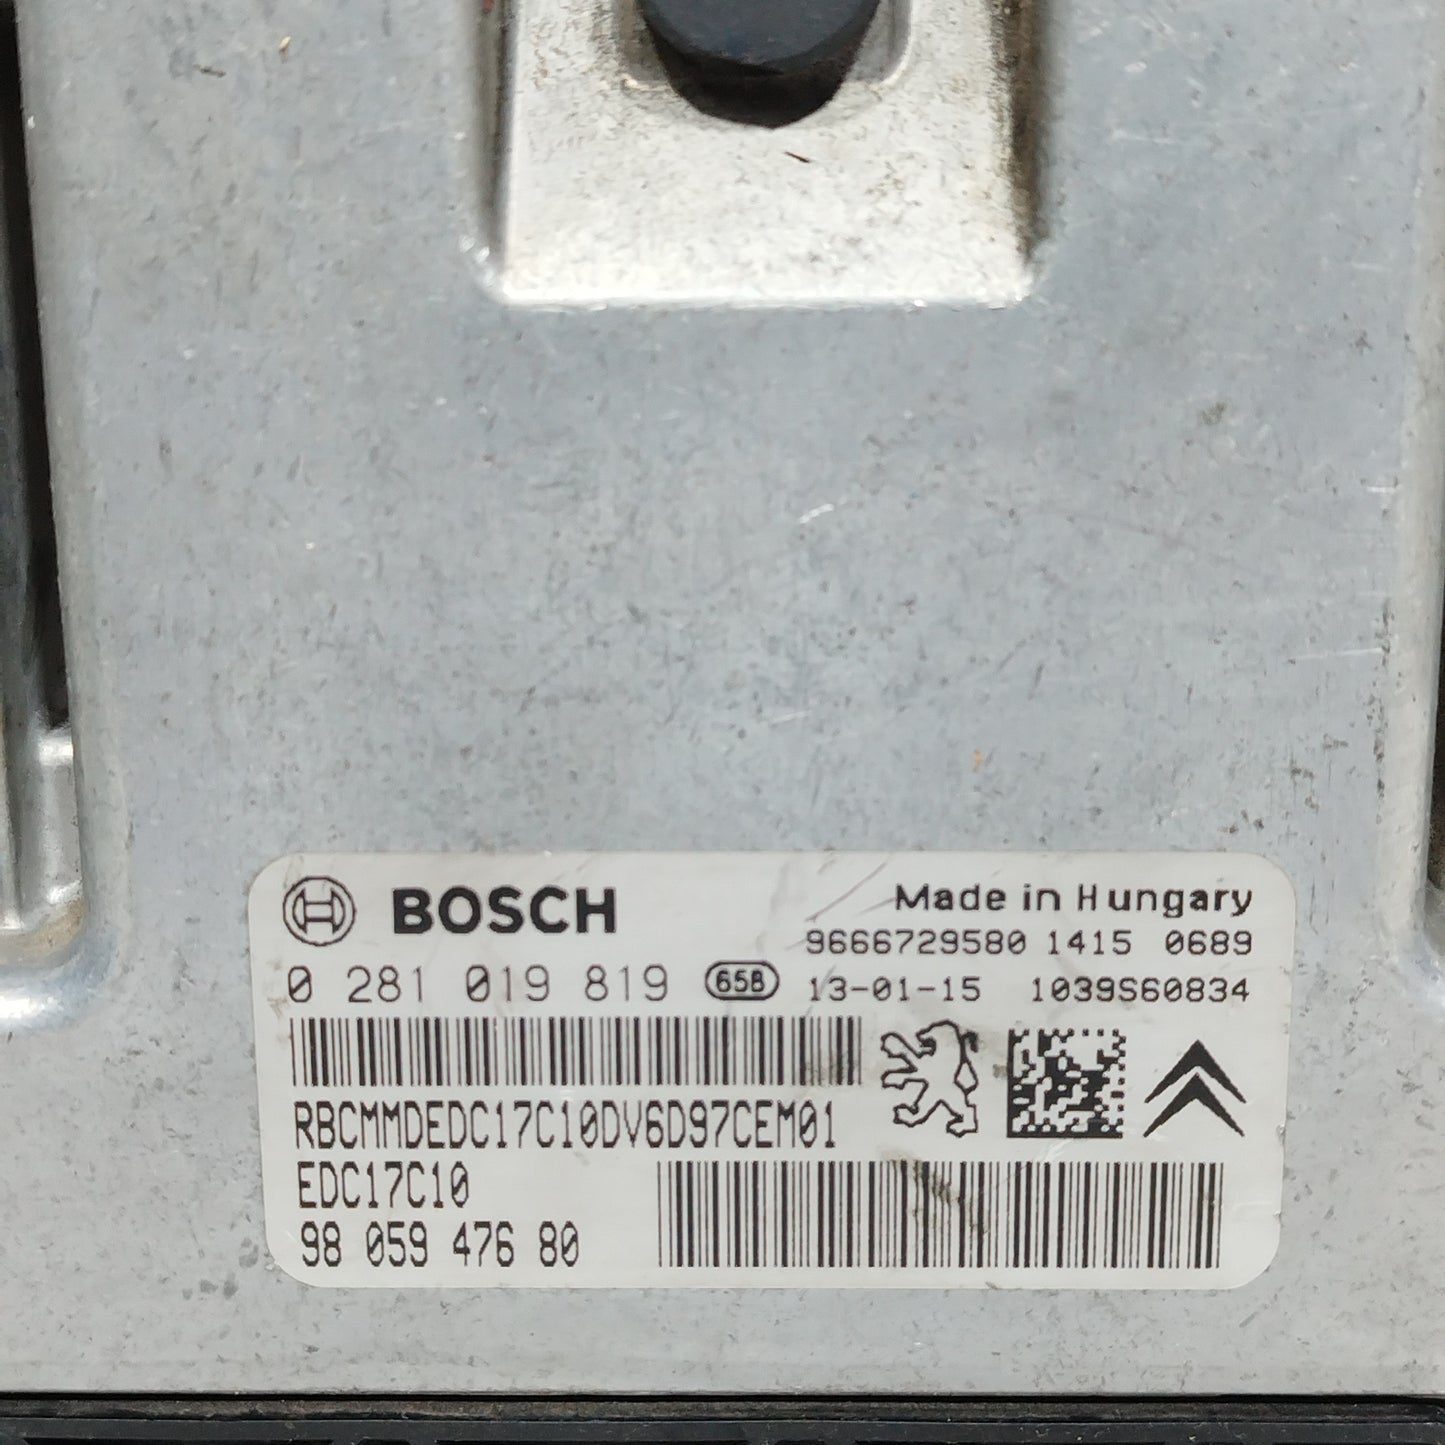 BOSCH
Made in Hungary
9666729580 1415 0689
0 281 019 819 65B 13-01-15 1039S60834
RBCMMDEDC17C10DV6D97CEM01
EDC17C10
98 059 476 80